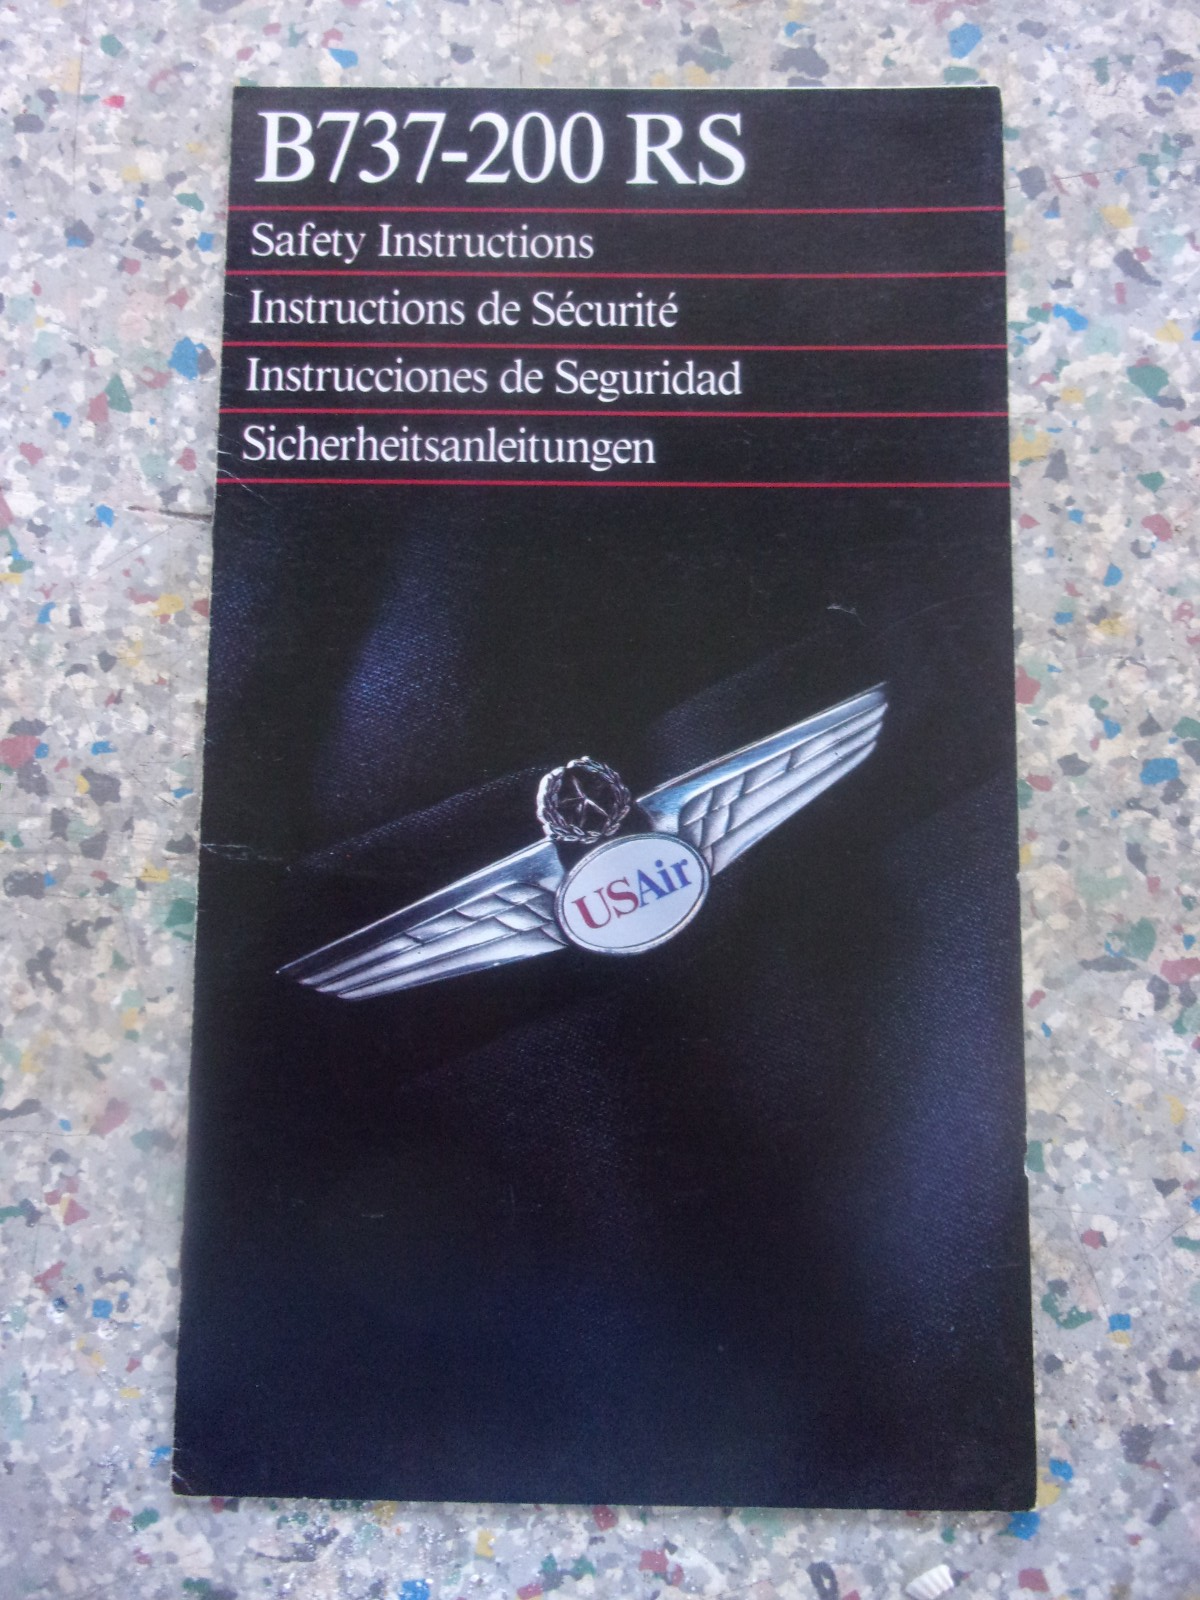 B737-200 RS
Safety Instructions
Instructions de Sécurité
Instrucciones de Seguridad
Sicherheitsanleitungen
USAir